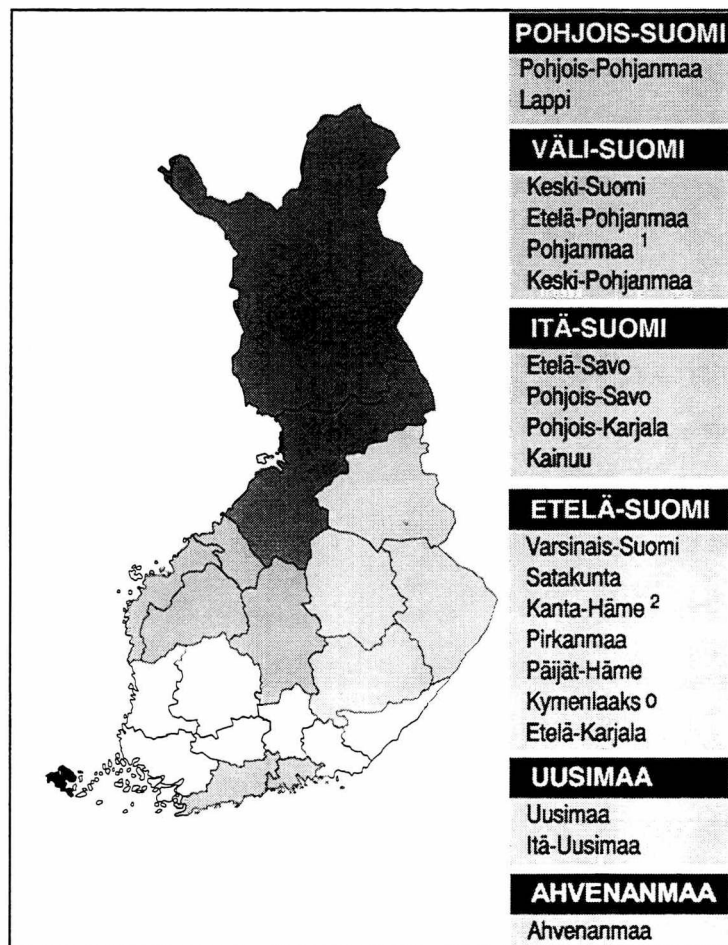 POHJOIS-SUOMI
Pohjois-Pohjanmaa
Lappi
VÄLI-SUOMI
Keski-Suomi
Etelä-Pohjanmaa
Pohjanmaa 1
Keski-Pohjanmaa
ITÄ-SUOMI
Etelä-Savo
Pohjois-Savo
Pohjois-Karjala
Kainuu
ETELÄ-SUOMI
Varsinais-Suomi
Satakunta
Kanta-Häme 2
Pirkanmaa
Päijät-Häme
Kymenlaaks o
Etelä-Karjala
UUSIMAA
Uusimaa
Itä-Uusimaa
AHVENANMAA
Ahvenanmaa